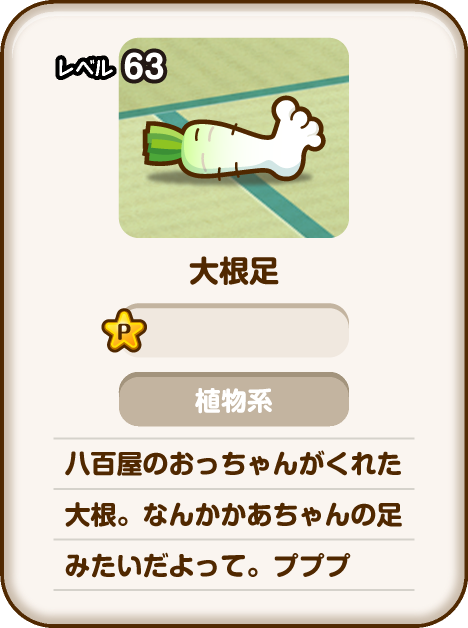 レベル 63
大根足
P
植物系
八百屋のおっちゃんがくれた
大根。なんかかあちゃんの足
みたいだよって。プププ